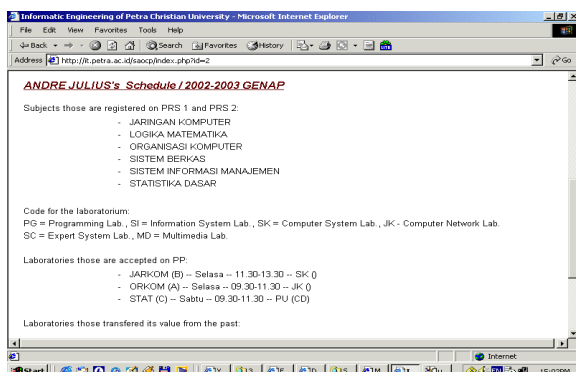 Informatic Engineering of Petra Christian University - Microsoft Internet Explorer
File Edit View Favorites Tools Help
Back Search Favorites History
Address http://it.petra.ac.id/saocp/index.php?id=2 Go
ANDRE JULIUS's Schedule / 2002-2003 GENAP
Subjects those are registered on PRS 1 and PRS 2:
- JARINGAN KOMPUTER
- LOGIKA MATEMATIKA
- ORGANISASI KOMPUTER
- SISTEM BERKAS
- SISTEM INFORMASI MANAJEMEN
- STATISTIKA DASAR
Code for the laboratorium:
PG = Programming Lab., SI = Information System Lab., SK = Computer System Lab., JK - Computer Network Lab.
SC = Expert System Lab., MD = Multimedia Lab.
Laboratories those are accepted on PP:
- JARKOM (B) -- Selasa -- 11.30-13.30 -- SK ()
- ORKOM (A) -- Selasa -- 09.30-11.30 -- JK ()
- STAT (C) -- Sabtu -- 09.30-11.30 -- PU (CD)
Laboratories those transfered its value from the past:
Internet
Start